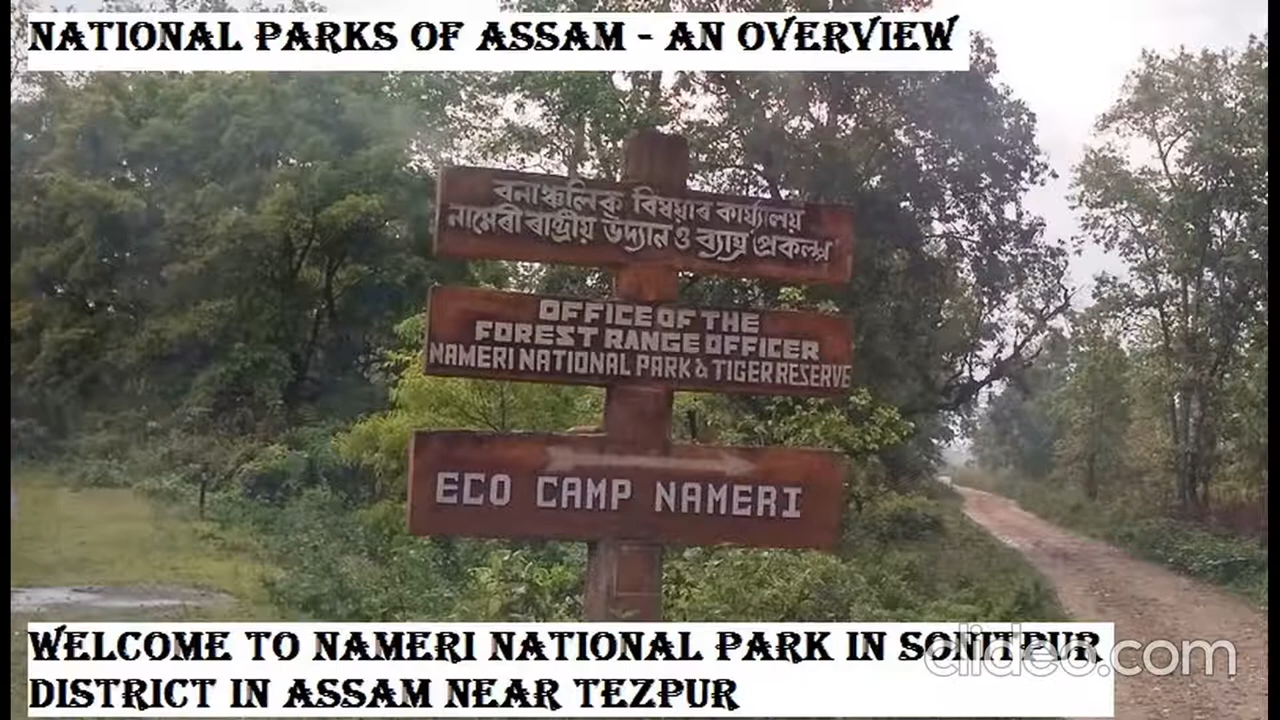 NATIONAL PARKS OF ASSAM - AN OVERVIEW
বনাঞ্চলিক বিষয়াৰ কাৰ্য্যালয়
নামেৰী ৰাষ্ট্ৰীয় উদ্যান ও ব্যাঘ্ৰ প্ৰকল্প
OFFICE OF THE
FOREST RANGE OFFICER
NAMERI NATIONAL PARK & TIGER RESERVE
ECO CAMP NAMERI
WELCOME TO NAMERI NATIONAL PARK IN SONITPUR
DISTRICT IN ASSAM NEAR TEZPUR
clideo.com